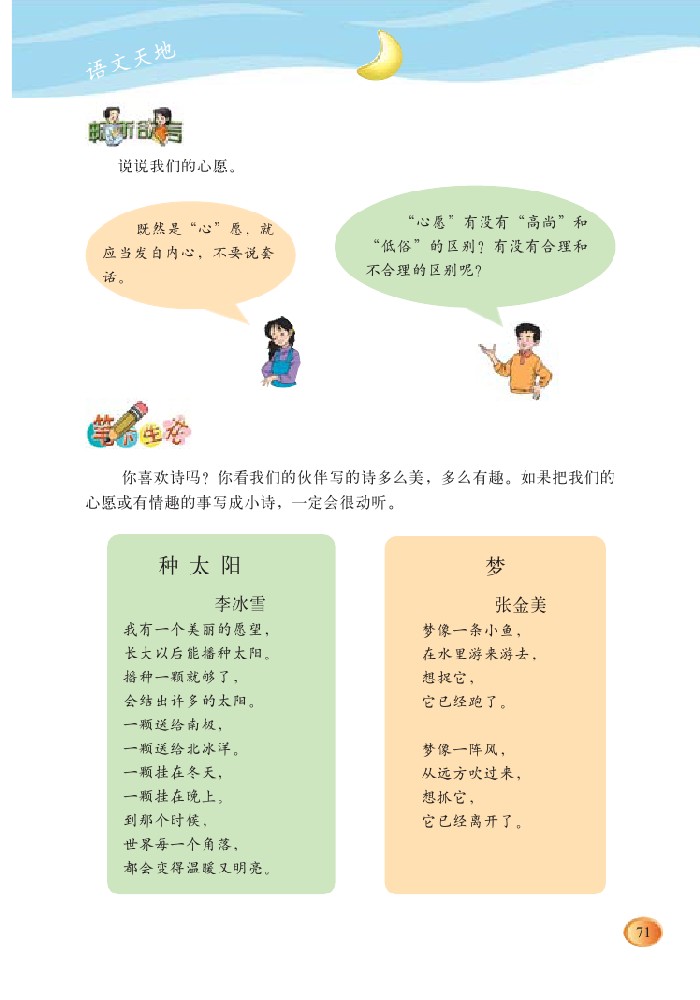 语文天地
畅所欲言
说说我们的心愿。
既然是“心”愿，就
应当发自内心，不要说套
话。
“心愿”有没有“高尚”和
“低俗”的区别？有没有合理和
不合理的区别呢？
笔下生花
你喜欢诗吗？你看我们的伙伴写的诗多么美，多么有趣。如果把我们的
心愿或有情趣的事写成小诗，一定会很动听。
种太阳
李冰雪
我有一个美丽的愿望，
长大以后能播种太阳。
播种一颗就够了，
会结出许多的太阳。
一颗送给南极，
一颗送给北冰洋。
一颗挂在冬天，
一颗挂在晚上。
到那个时候，
世界每一个角落，
都会变得温暖又明亮。
梦
张金美
梦像一条小鱼，
在水里游来游去，
想捉它，
它已经跑了。
梦像一阵风，
从远方吹过来，
想抓它，
它已经离开了。
71